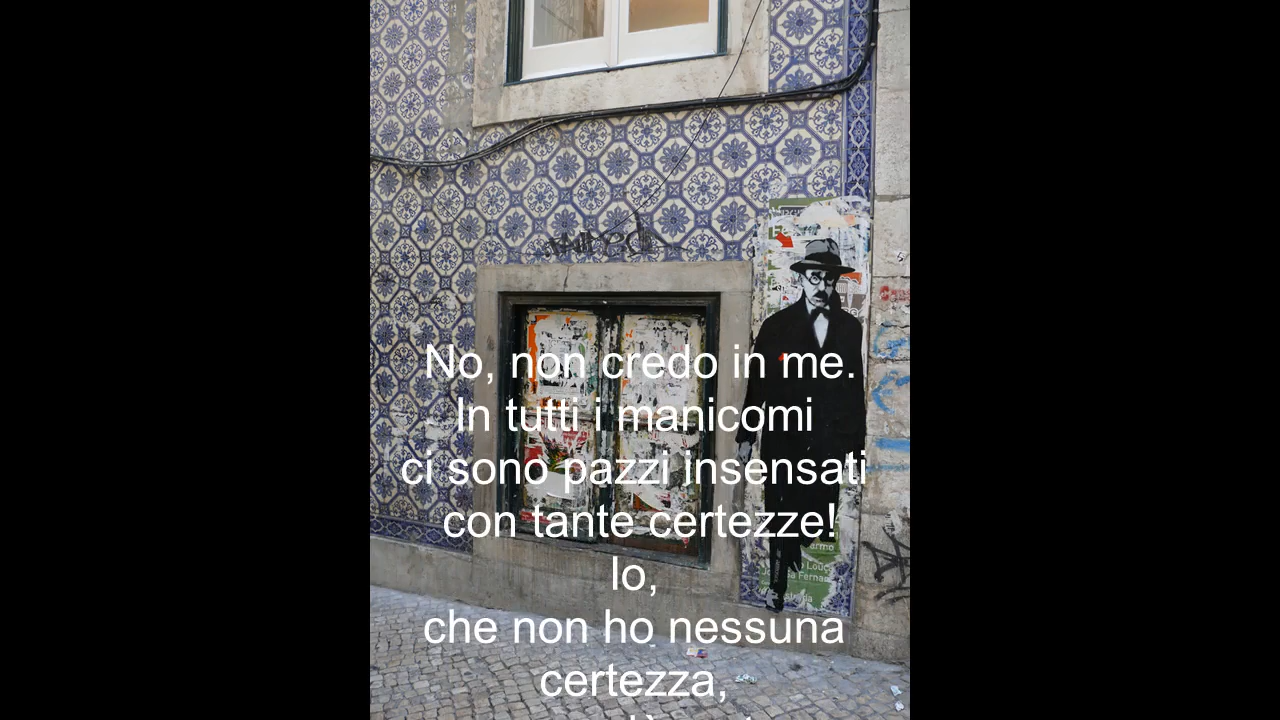 No, non credo in me.
In tutti i manicomi
ci sono pazzi insensati
con tante certezze!
Io,
che non ho nessuna
certezza,
armo